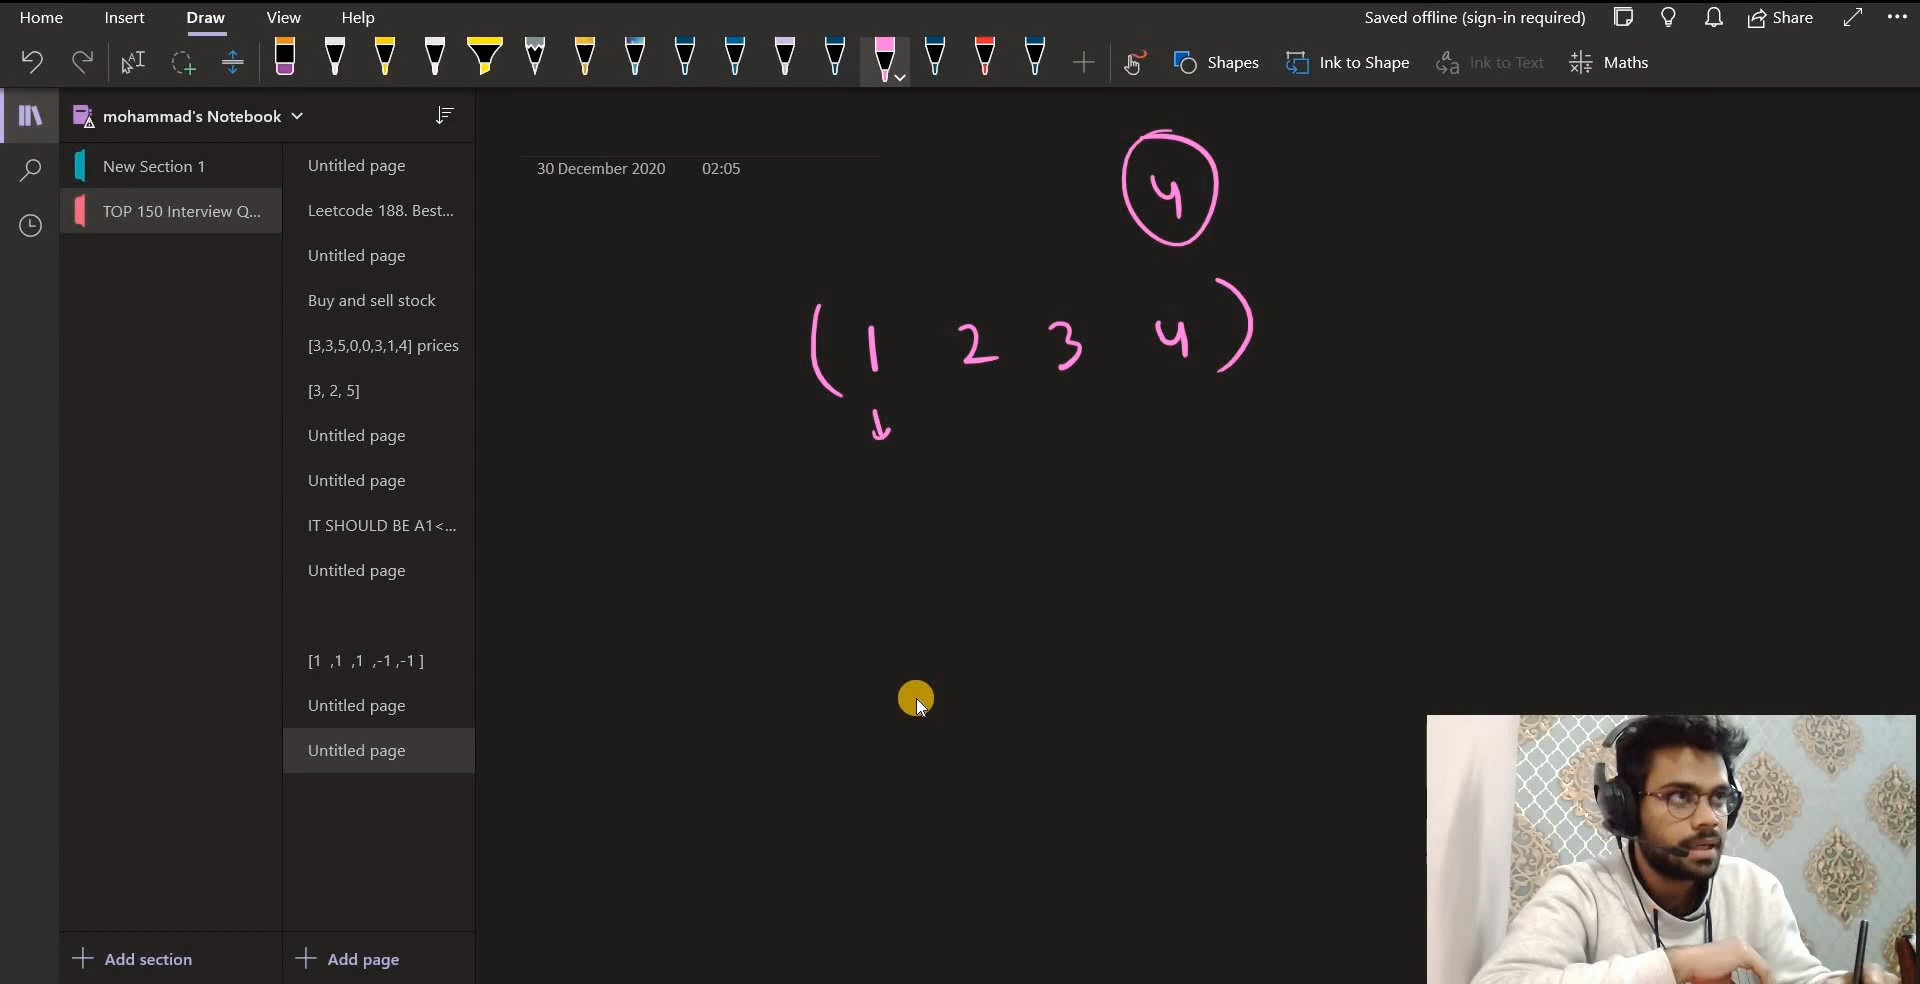 Home Insert Draw View Help Saved offline (sign-in required) Share
Shapes Ink to Shape Ink to Text Maths
mohammad's Notebook
New Section 1
TOP 150 Interview Q...
Untitled page
Leetcode 188. Best...
Untitled page
Buy and sell stock
[3,3,5,0,0,3,1,4] prices
[3, 2, 5]
Untitled page
Untitled page
IT SHOULD BE A1<...
Untitled page
[1 ,1 ,1 ,-1 ,-1 ]
Untitled page
Untitled page
Add section Add page
30 December 2020 02:05
4
( 1 2 3 4 )